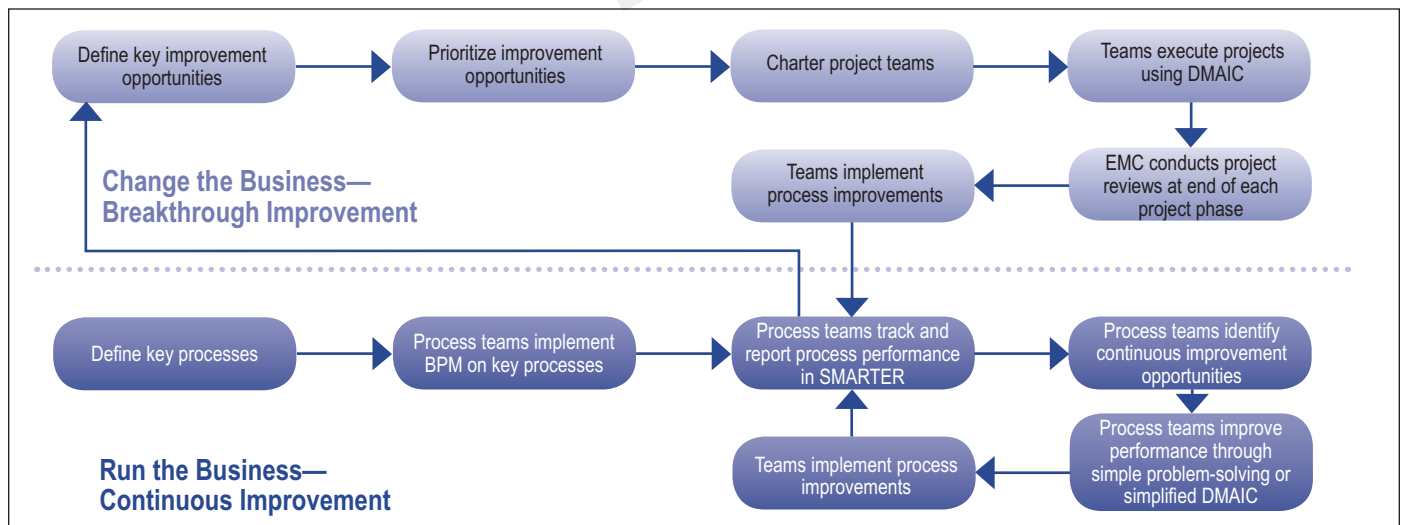 Define key improvement
opportunities
Prioritize improvement
opportunities
Charter project teams
Teams execute projects
using DMAIC
Change the Business—
Breakthrough Improvement
Teams implement
process improvements
EMC conducts project
reviews at end of each
project phase
Define key processes
Process teams implement
BPM on key processes
Process teams track and
report process performance
in SMARTER
Process teams identify
continuous improvement
opportunities
Run the Business—
Continuous Improvement
Teams implement process
improvements
Process teams improve
performance through
simple problem-solving or
simplified DMAIC